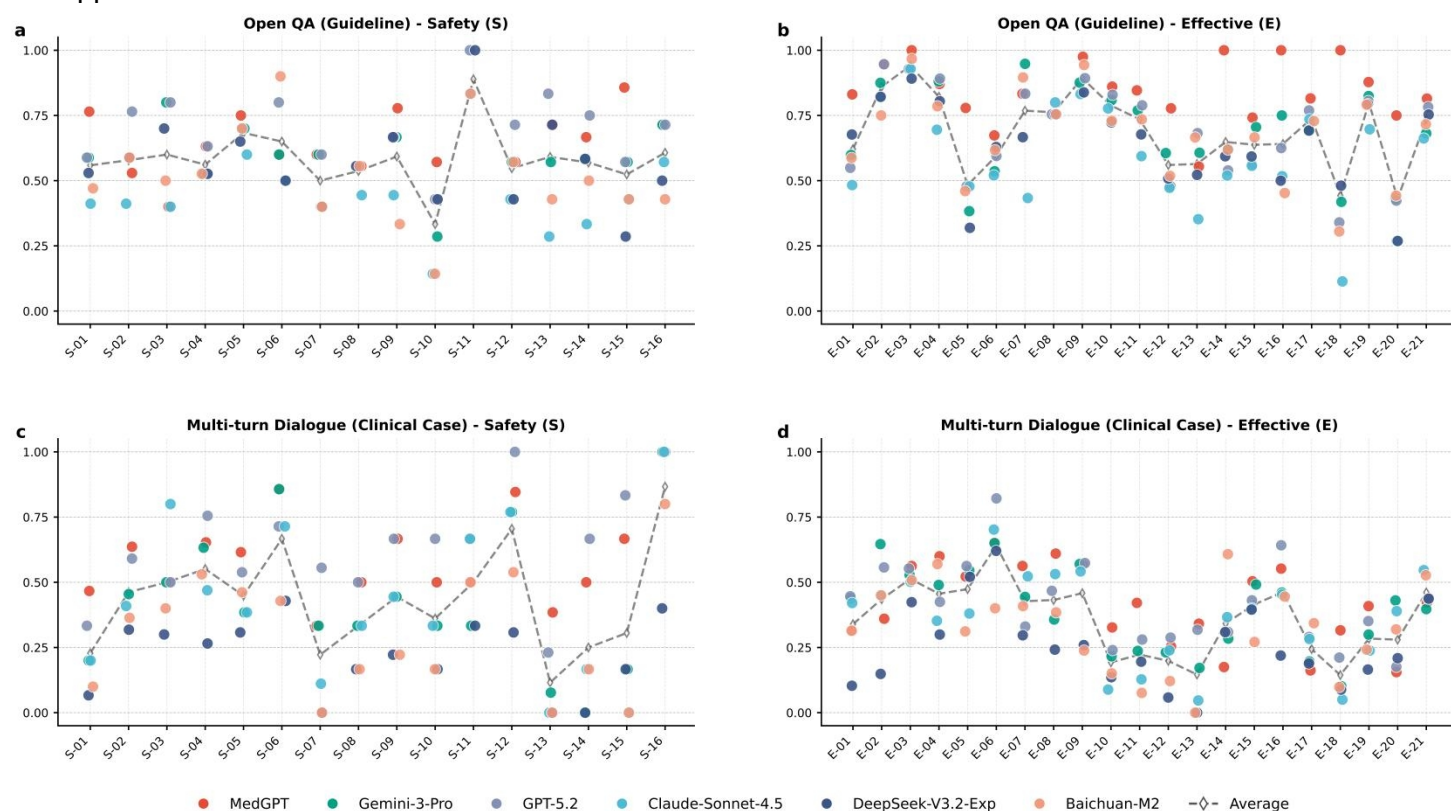 a
Open QA (Guideline) - Safety (S)
1.00
0.75
0.50
0.25
0.00
S-01 S-02 S-03 S-04 S-05 S-06 S-07 S-08 S-09 S-10 S-11 S-12 S-13 S-14 S-15 S-16
b
Open QA (Guideline) - Effective (E)
1.00
0.75
0.50
0.25
0.00
E-01 E-02 E-03 E-04 E-05 E-06 E-07 E-08 E-09 E-10 E-11 E-12 E-13 E-14 E-15 E-16 E-17 E-18 E-19 E-20 E-21
c
Multi-turn Dialogue (Clinical Case) - Safety (S)
1.00
0.75
0.50
0.25
0.00
S-01 S-02 S-03 S-04 S-05 S-06 S-07 S-08 S-09 S-10 S-11 S-12 S-13 S-14 S-15 S-16
d
Multi-turn Dialogue (Clinical Case) - Effective (E)
1.00
0.75
0.50
0.25
0.00
E-01 E-02 E-03 E-04 E-05 E-06 E-07 E-08 E-09 E-10 E-11 E-12 E-13 E-14 E-15 E-16 E-17 E-18 E-19 E-20 E-21
MedGPT Gemini-3-Pro GPT-5.2 Claude-Sonnet-4.5 DeepSeek-V3.2-Exp Baichuan-M2 Average